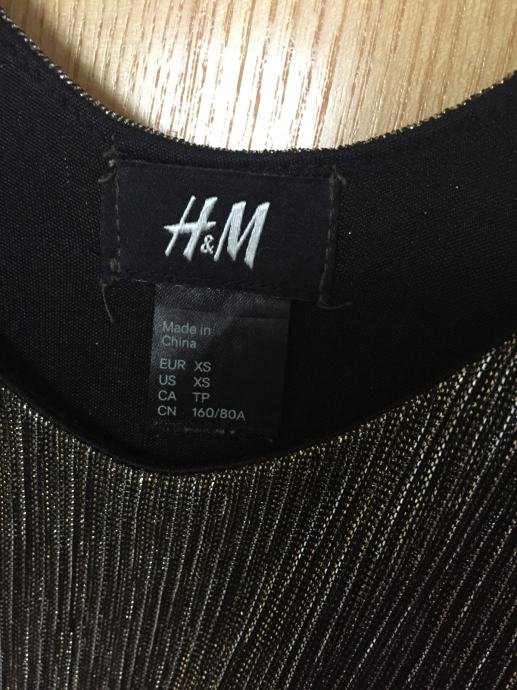 H&M
Made in
China
EUR XS
US XS
CA TP
CN 160/80A